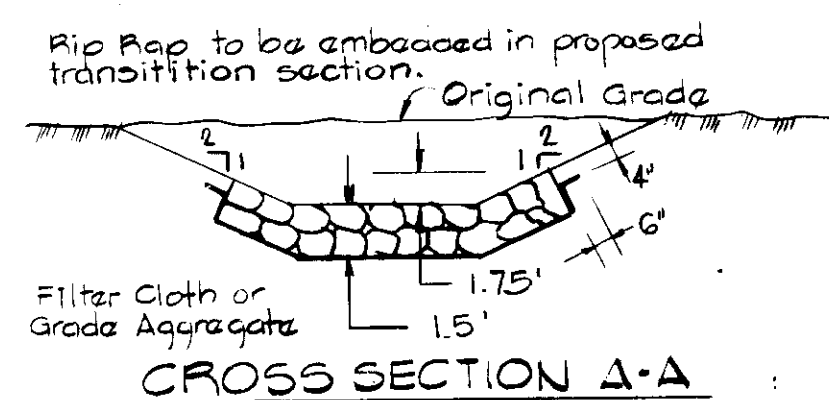 Rip Rap to be embedded in proposed
transitition section.
Original Grade
2
1
1
2
4"
6"
1.75'
1.5'
Filter Cloth or
Grade Aggregate
CROSS SECTION A-A